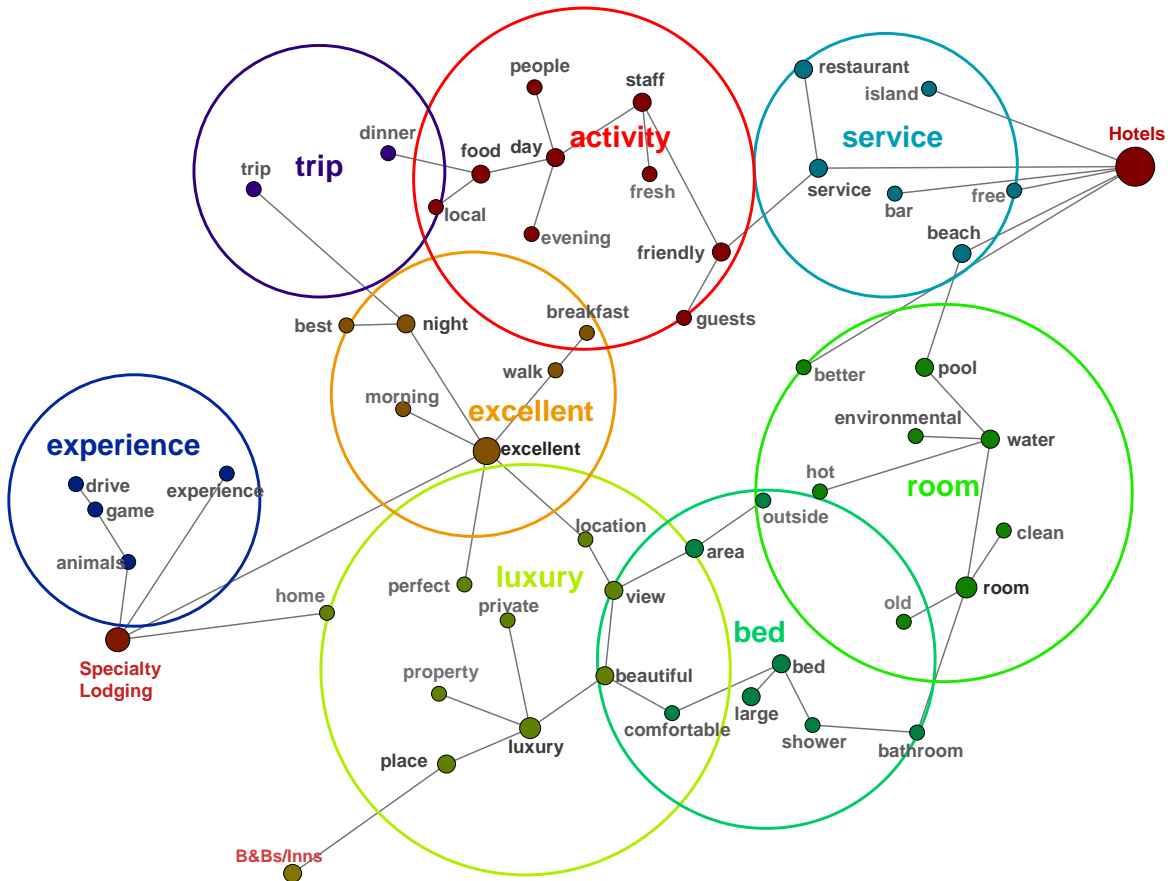 people
staff
restaurant
island
dinner
food
day
activity
service
Hotels
trip
trip
fresh
service
local
bar
free
evening
friendly
beach
breakfast
best
night
guests
walk
better
pool
morning
excellent
environmental
water
experience
excellent
hot
room
drive
experience
game
location
outside
clean
animals
area
perfect
luxury
home
private
view
old
room
bed
Specialty
Lodging
property
beautiful
bed
large
comfortable
shower
bathroom
luxury
place
B&Bs/Inns